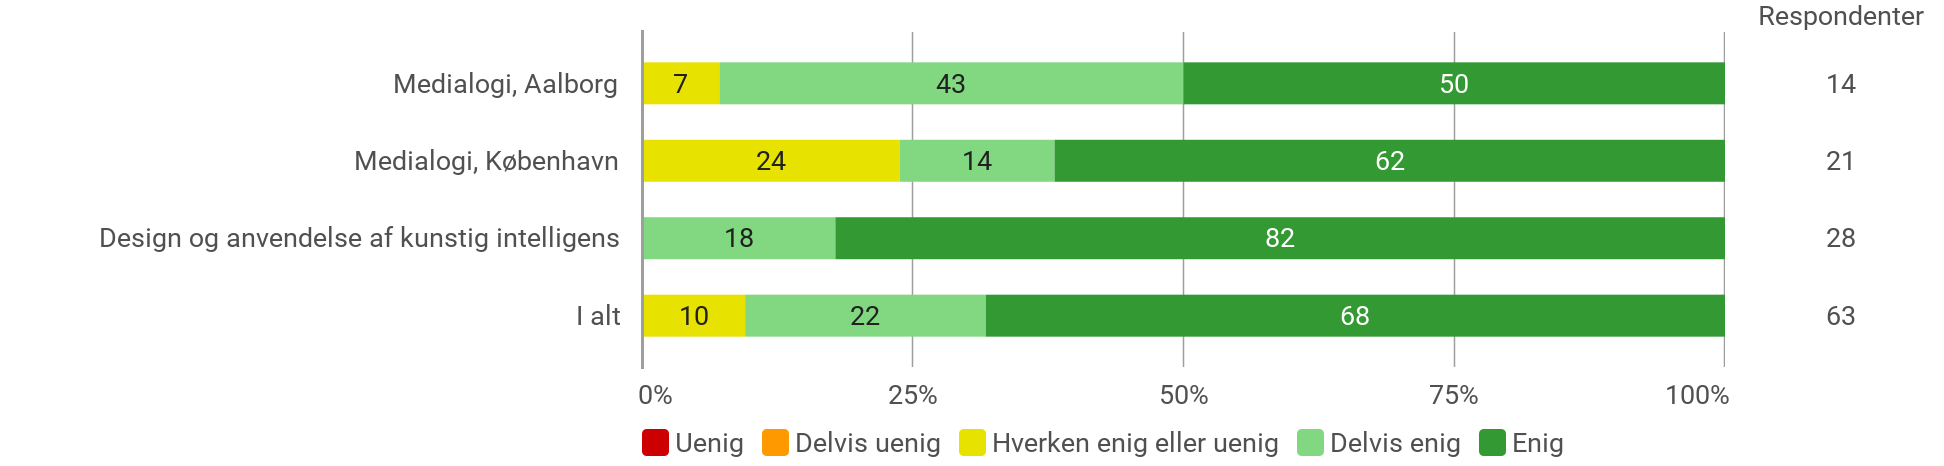 Respondenter
Medialogi, Aalborg 7 43 50 14
Medialogi, København 24 14 62 21
Design og anvendelse af kunstig intelligens 18 82 28
I alt 10 22 68 63
0% 25% 50% 75% 100%
Uenig Delvis uenig Hverken enig eller uenig Delvis enig Enig